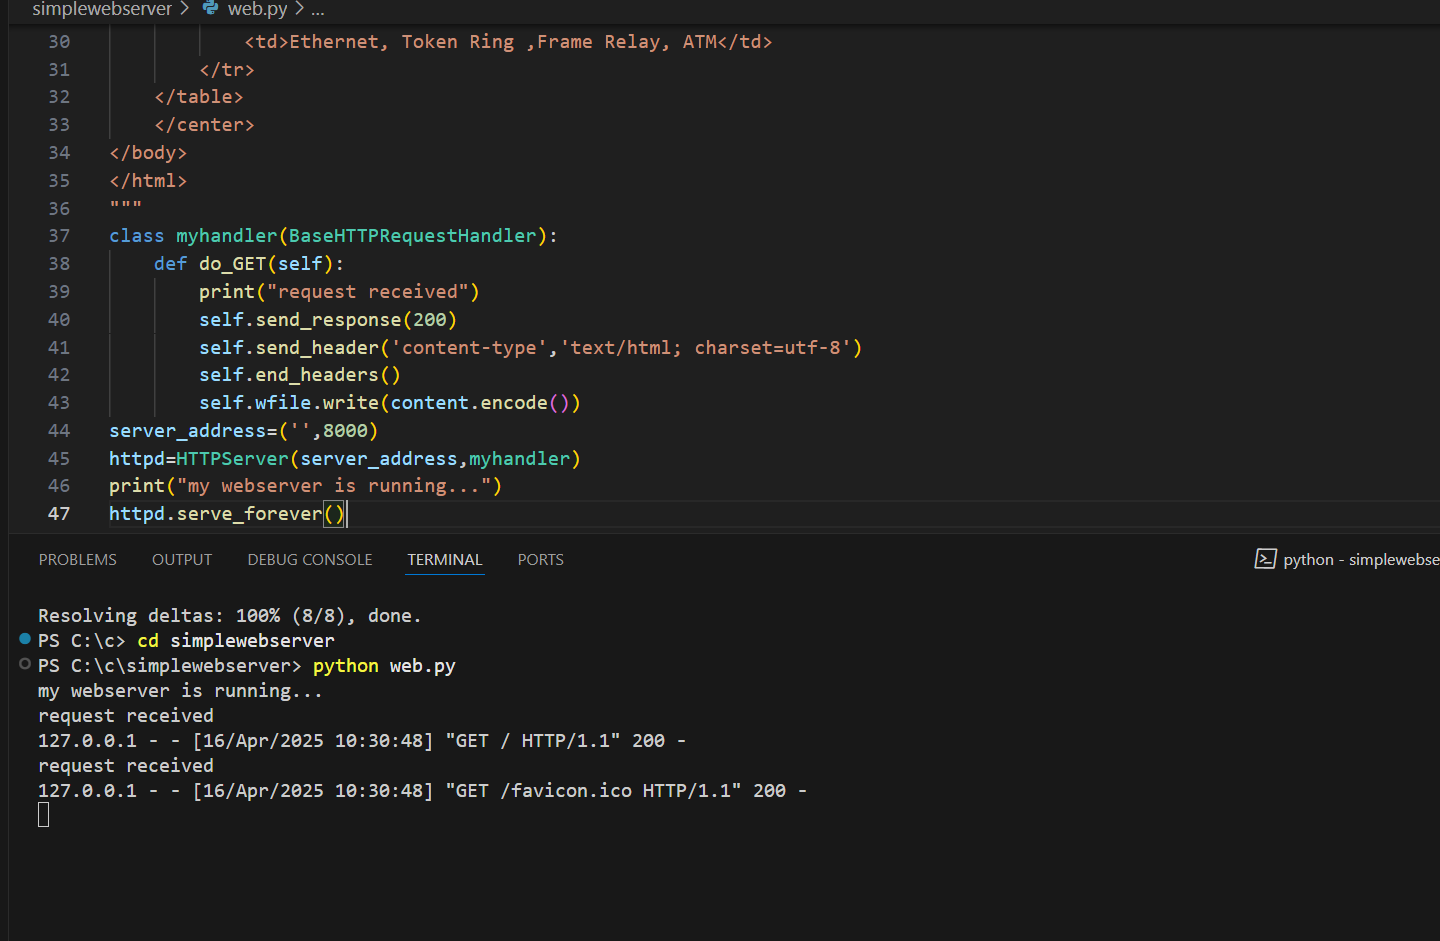 simplewebserver > web.py > ...
30 <td>Ethernet, Token Ring ,Frame Relay, ATM</td>
31 </tr>
32 </table>
33 </center>
34 </body>
35 </html>
36 """
37 class myhandler(BaseHTTPRequestHandler):
38 def do_GET(self):
39 print("request received")
40 self.send_response(200)
41 self.send_header('content-type','text/html; charset=utf-8')
42 self.end_headers()
43 self.wfile.write(content.encode())
44 server_address=('',8000)
45 httpd=HTTPServer(server_address,myhandler)
46 print("my webserver is running...")
47 httpd.serve_forever()
PROBLEMS OUTPUT DEBUG CONSOLE TERMINAL PORTS python - simplewebse
Resolving deltas: 100% (8/8), done.
PS C:\c> cd simplewebserver
PS C:\c\simplewebserver> python web.py
my webserver is running...
request received
127.0.0.1 - - [16/Apr/2025 10:30:48] "GET / HTTP/1.1" 200 -
request received
127.0.0.1 - - [16/Apr/2025 10:30:48] "GET /favicon.ico HTTP/1.1" 200 -